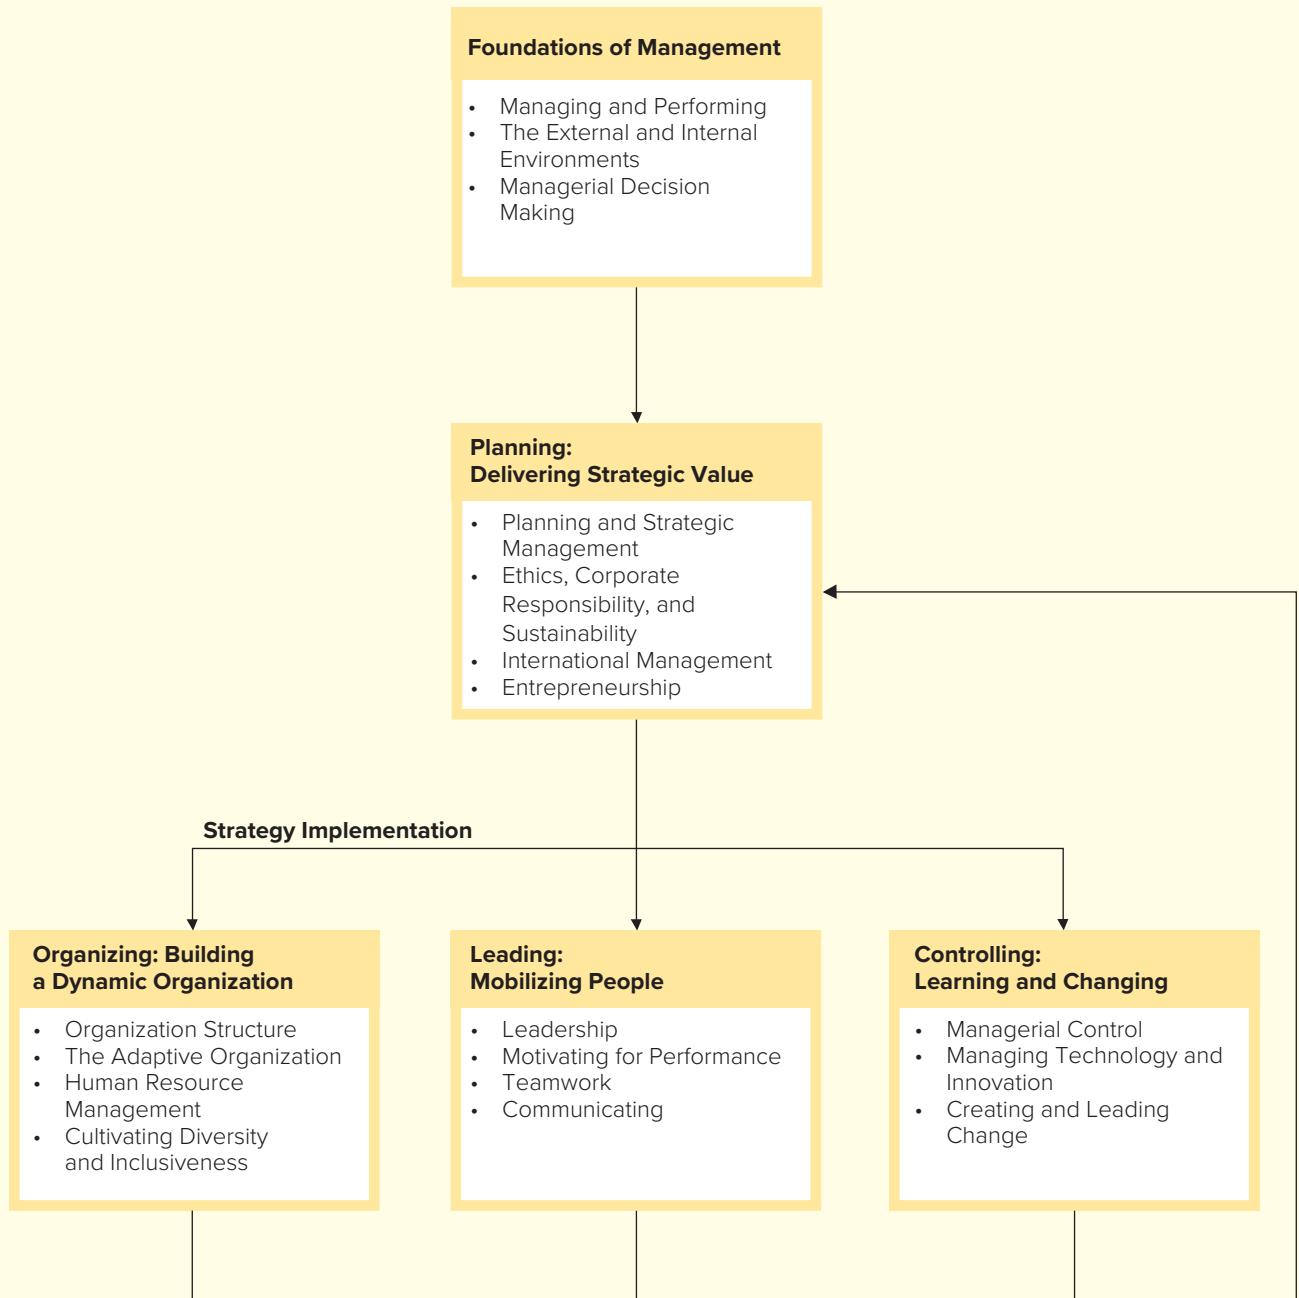 Foundations of Management
• Managing and Performing
• The External and Internal
Environments
• Managerial Decision
Making
Planning:
Delivering Strategic Value
• Planning and Strategic
Management
• Ethics, Corporate
Responsibility, and
Sustainability
• International Management
• Entrepreneurship
Strategy Implementation
Organizing: Building
a Dynamic Organization
• Organization Structure
• The Adaptive Organization
• Human Resource
Management
• Cultivating Diversity
and Inclusiveness
Leading:
Mobilizing People
• Leadership
• Motivating for Performance
• Teamwork
• Communicating
Controlling:
Learning and Changing
• Managerial Control
• Managing Technology and
Innovation
• Creating and Leading
Change